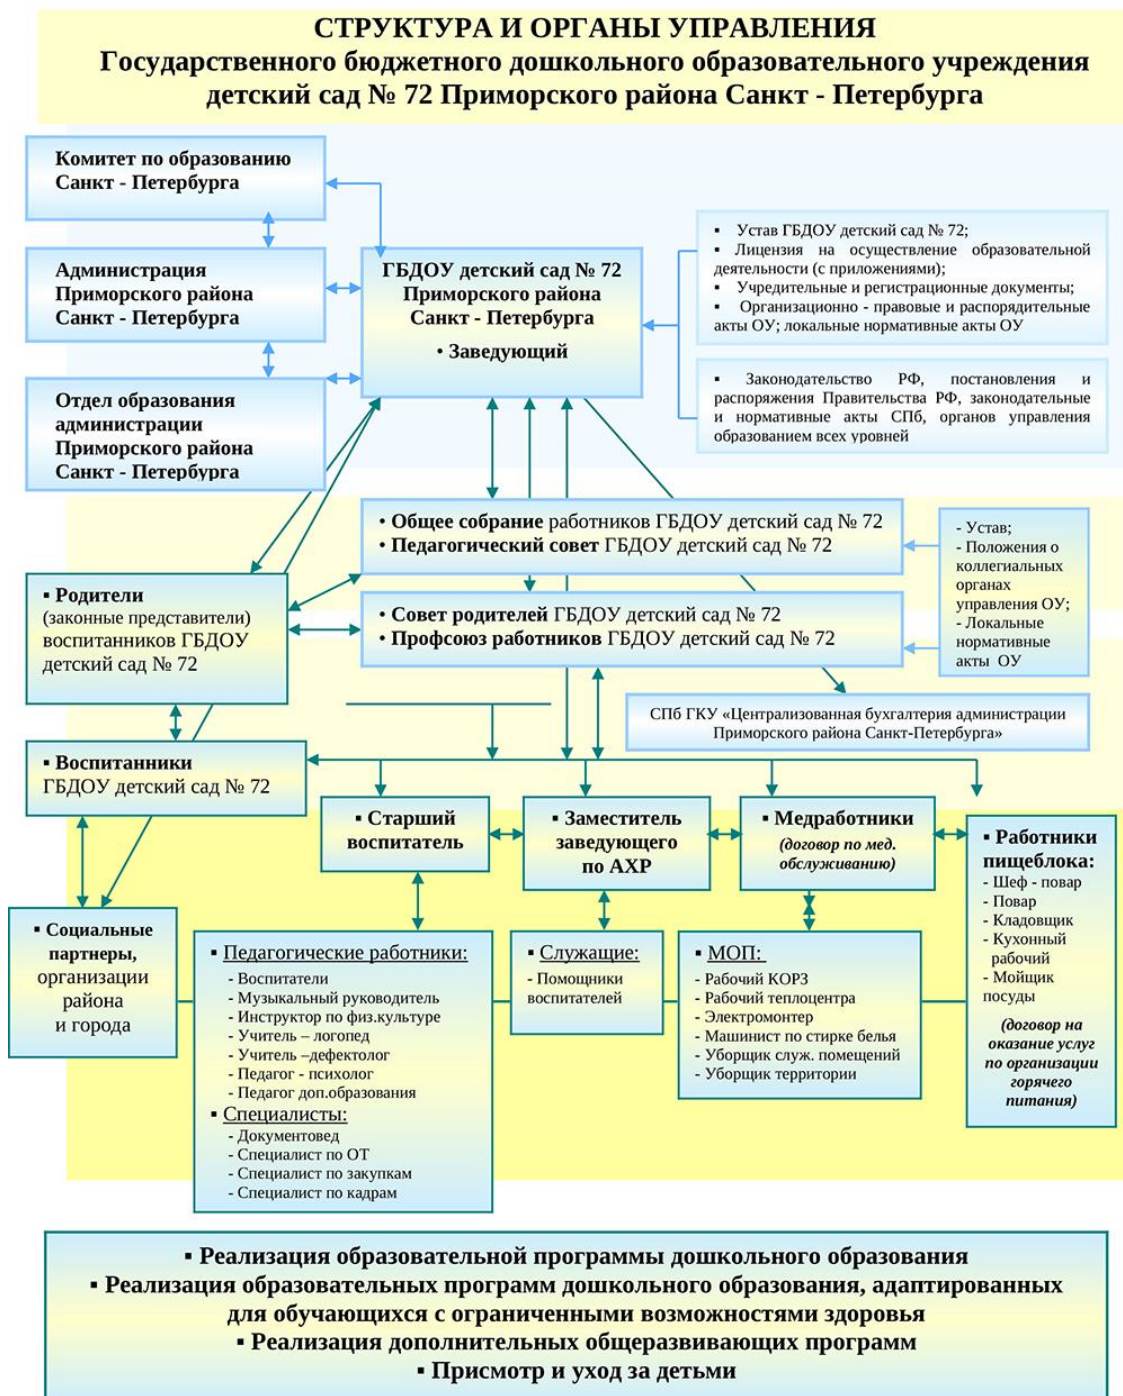 СТРУКТУРА И ОРГАНЫ УПРАВЛЕНИЯ
Государственного бюджетного дошкольного образовательного учреждения
детский сад № 72 Приморского района Санкт - Петербурга
Комитет по образованию
Санкт - Петербурга
Администрация
Приморского района
Санкт - Петербурга
Отдел образования
администрации
Приморского района
Санкт - Петербурга
ГБДОУ детский сад № 72
Приморского района
Санкт - Петербурга
• Заведующий
▪ Устав ГБДОУ детский сад № 72;
▪ Лицензия на осуществление образовательной
деятельности (с приложениями);
▪ Учредительные и регистрационные документы;
▪ Организационно - правовые и распорядительные
акты ОУ; локальные нормативные акты ОУ
▪ Законодательство РФ, постановления и
распоряжения Правительства РФ, законодательные
и нормативные акты СПб, органов управления
образованием всех уровней
• Общее собрание работников ГБДОУ детский сад № 72
• Педагогический совет ГБДОУ детский сад № 72
• Совет родителей ГБДОУ детский сад № 72
• Профсоюз работников ГБДОУ детский сад № 72
- Устав;
- Положения о
коллегиальных
органах
управления ОУ;
- Локальные
нормативные
акты ОУ
▪ Родители
(законные представители)
воспитанников ГБДОУ
детский сад № 72
СПб ГКУ «Централизованная бухгалтерия администрации
Приморского района Санкт-Петербурга»
▪ Воспитанники
ГБДОУ детский сад № 72
▪ Старший
воспитатель
▪ Заместитель
заведующего
по АХР
▪ Медработники
(договор по мед.
обслуживанию)
▪ Работники
пищеблока:
- Шеф - повар
- Повар
- Кладовщик
- Кухонный
рабочий
- Мойщик
посуды
(договор на
оказание услуг
по организации
горячего
питания)
▪ Социальные
партнеры,
организации
района
и города
▪ Педагогические работники:
- Воспитатели
- Музыкальный руководитель
- Инструктор по физ.культуре
- Учитель – логопед
- Учитель –дефектолог
- Педагог - психолог
- Педагог доп.образования
▪ Специалисты:
- Документовед
- Специалист по ОТ
- Специалист по закупкам
- Специалист по кадрам
▪ Служащие:
- Помощники
воспитателей
▪ МОП:
- Рабочий КОРЗ
- Рабочий теплоцентра
- Электромонтер
- Машинист по стирке белья
- Уборщик служ. помещений
- Уборщик территории
▪ Реализация образовательной программы дошкольного образования
▪ Реализация образовательных программ дошкольного образования, адаптированных
для обучающихся с ограниченными возможностями здоровья
▪ Реализация дополнительных общеразвивающих программ
▪ Присмотр и уход за детьми